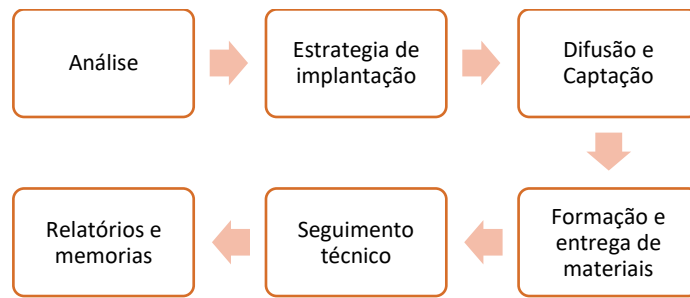 Análise
Estrategia de
implantação
Difusão e
Captação
Formação e
entrega de
materiais
Seguimento
técnico
Relatórios e
memorias